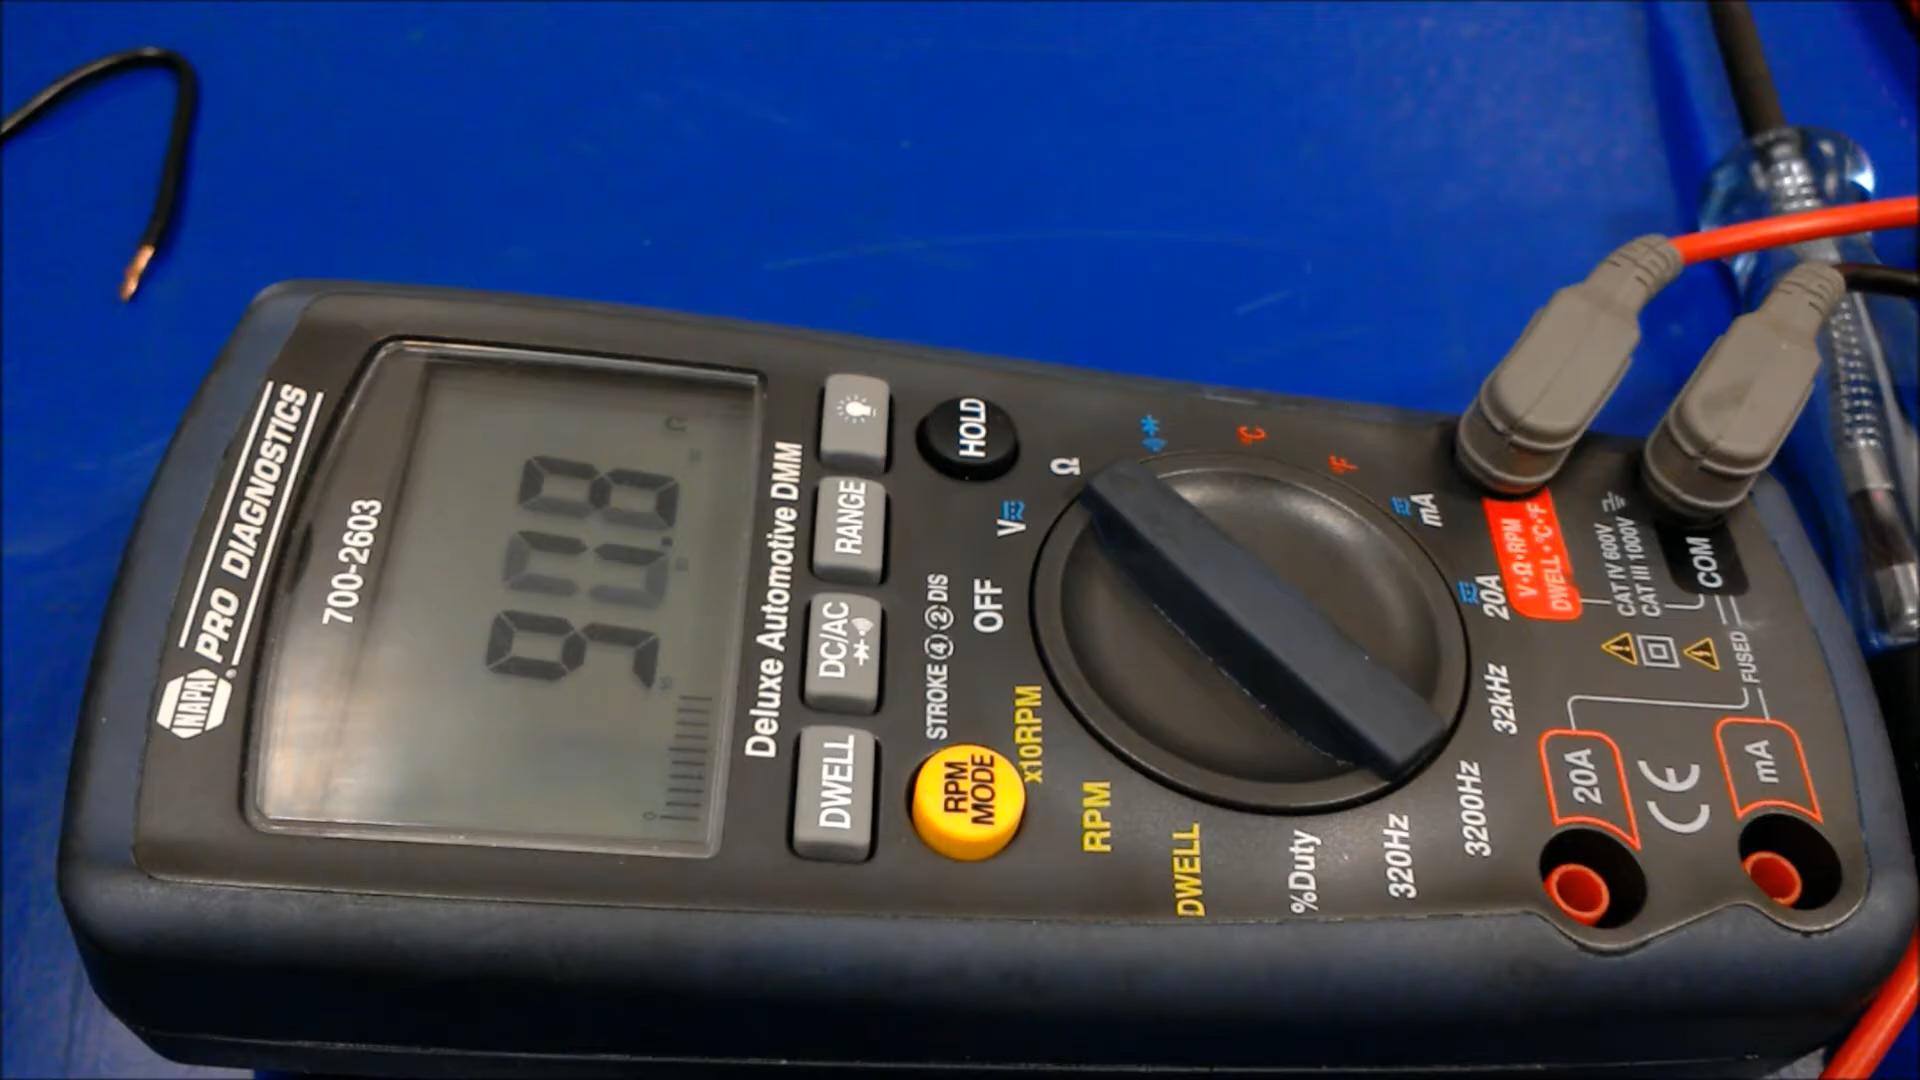 NAPA PRO DIAGNOSTICS®
700-2603
90.8
Ω
0
Deluxe Automotive DMM
DWELL
DC/AC
RANGE
HOLD
RPM
MODE
STROKE ④ ② DIS
OFF
V
Ω
°C
°F
mA
20A
32kHz
3200Hz
320Hz
%Duty
DWELL
RPM
x10RPM
V•Ω•RPM
DWELL•°C•°F
CAT IV 600V
CAT III 1000V
COM
FUSED
20A
CE
mA